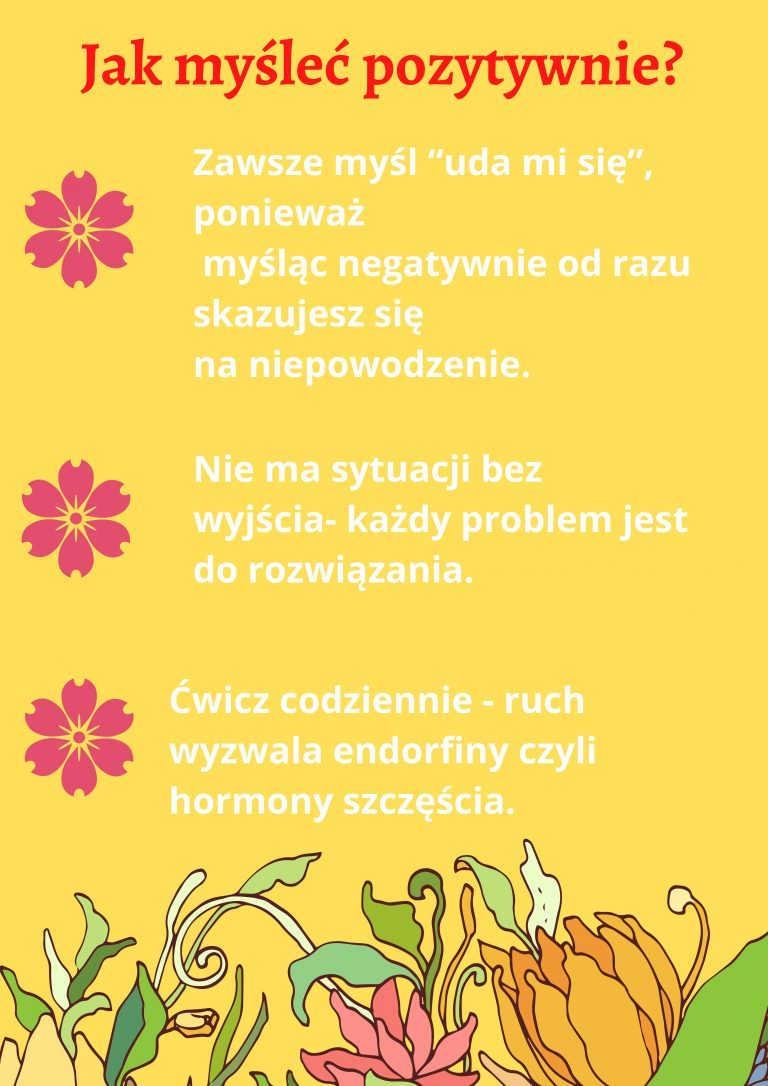 Jak myśleć pozytywnie?
Zawsze myśl “uda mi się”,
ponieważ
myśląc negatywnie od razu
skazujesz się
na niepowodzenie.
Nie ma sytuacji bez
wyjścia- każdy problem jest
do rozwiązania.
Ćwicz codziennie - ruch
wyzwala endorfiny czyli
hormony szczęścia.